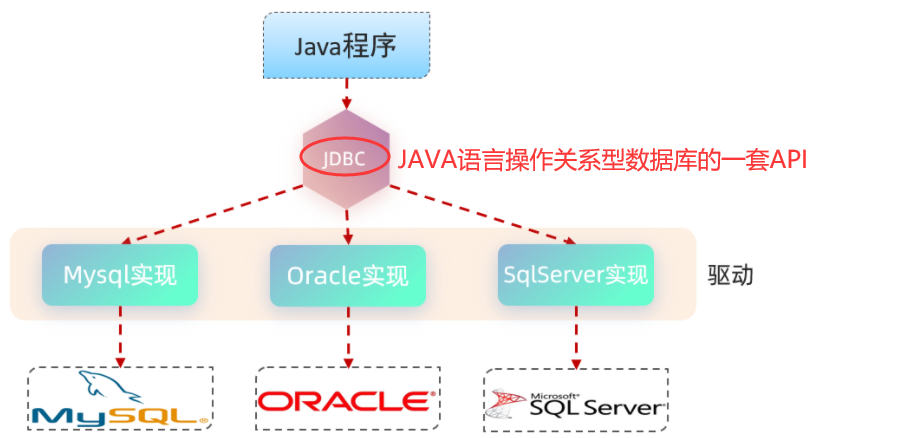 Java程序
JDBC
JAVA语言操作关系型数据库的一套API
Mysql实现
Oracle实现
SqlServer实现
驱动
MySQL®
ORACLE®
Microsoft®
SQL Server